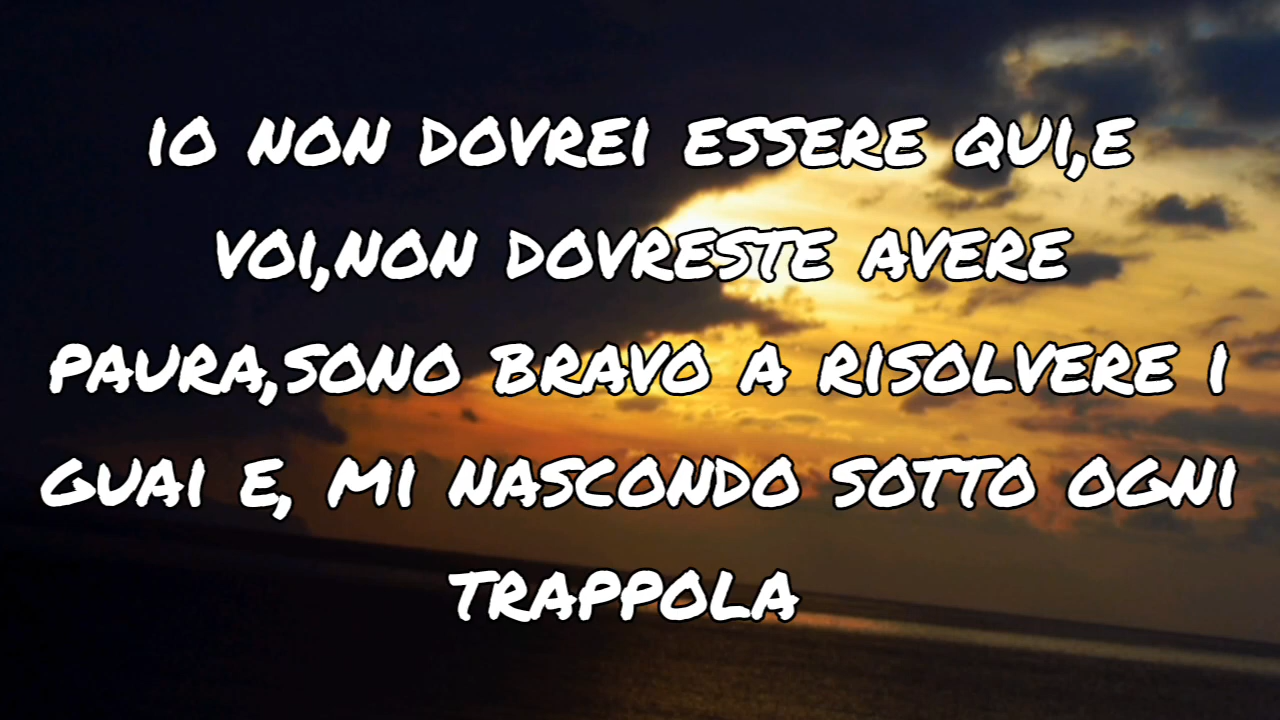 IO NON DOVREI ESSERE QUI,E
VOI,NON DOVRESTE AVERE
PAURA,SONO BRAVO A RISOLVERE I
GUAI E, MI NASCONDO SOTTO OGNI
TRAPPOLA